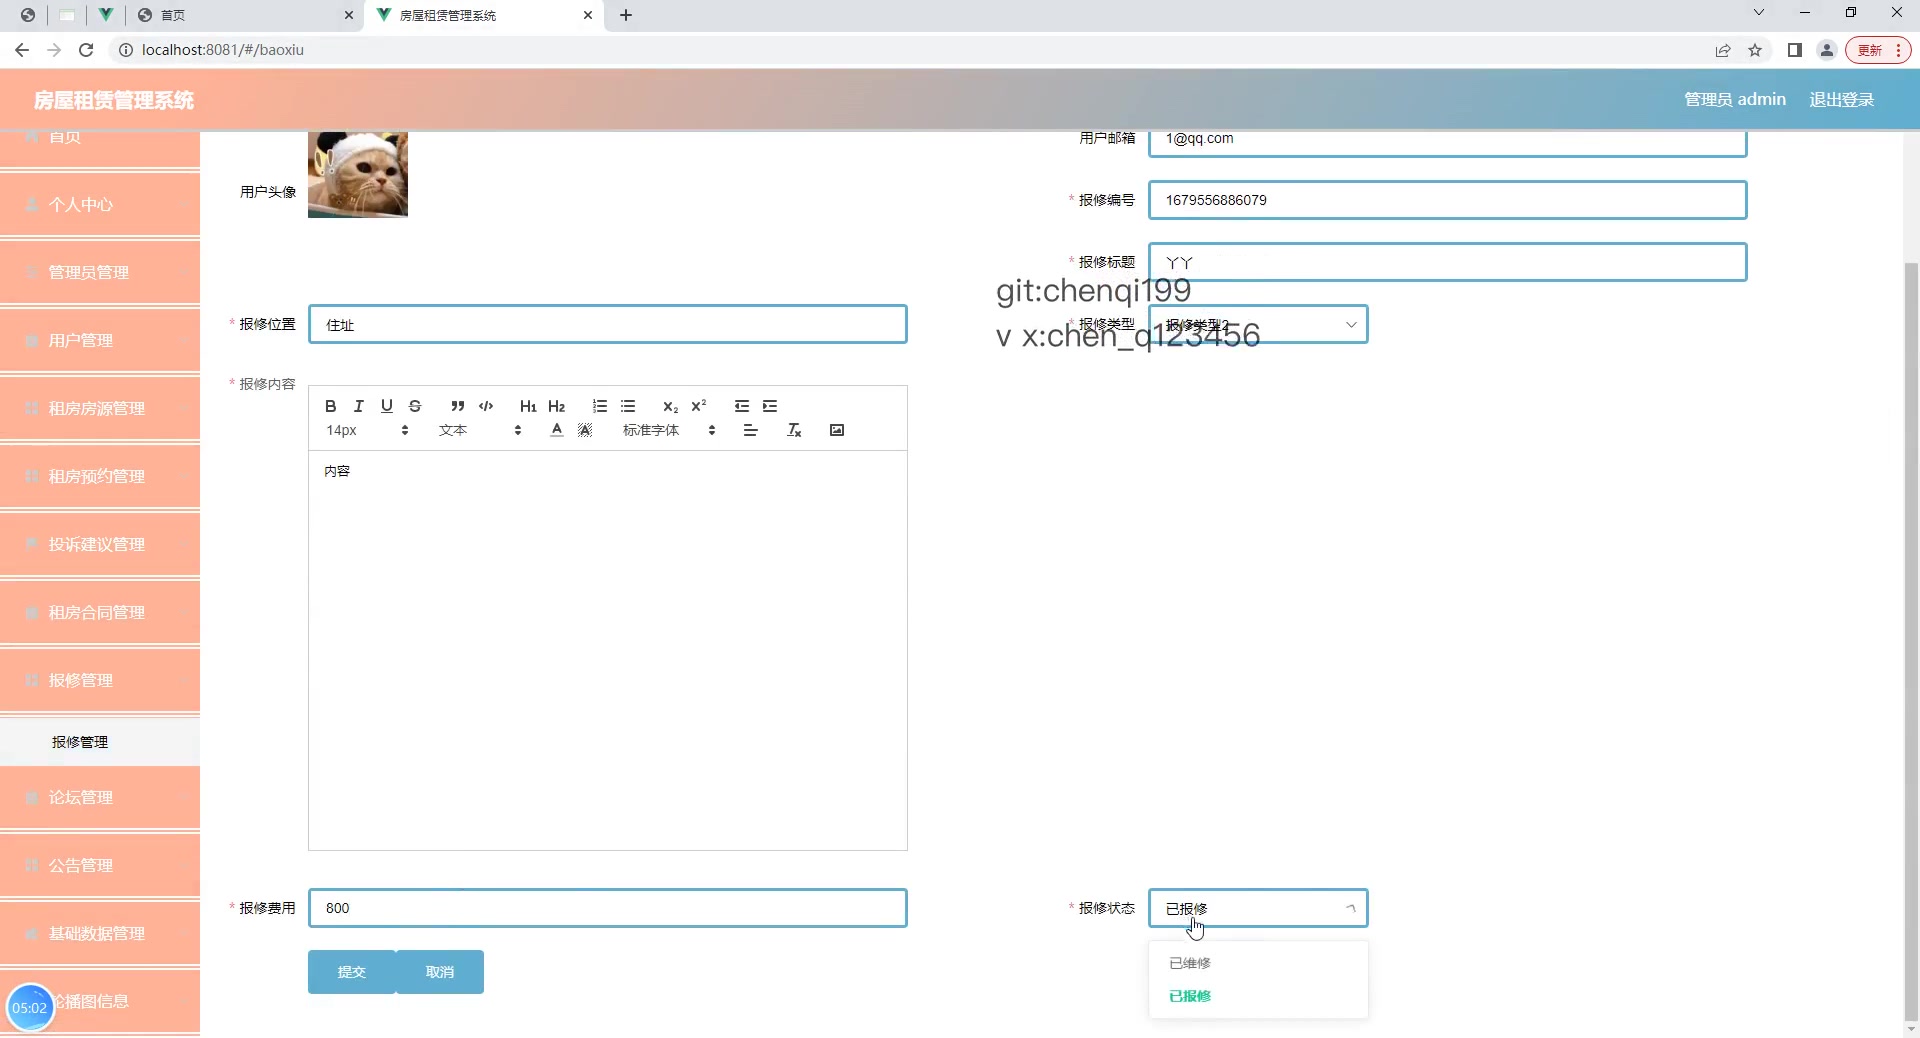 首页
房屋租赁管理系统
localhost:8081/#/baoxiu
更新
房屋租赁管理系统
管理员 admin
退出登录
首页
个人中心
管理员管理
用户管理
租房房源管理
租房预约管理
投诉建议管理
租房合同管理
报修管理
报修管理
论坛管理
公告管理
基础数据管理
轮播图信息
05:02
用户头像
用户邮箱
1@qq.com
* 报修编号
1679556886079
* 报修标题
丫丫
git:chenqi199
v x:chen_q123456
* 报修位置
住址
* 报修类型
报修类型2
* 报修内容
B I U S H1 H2 X2 X2
14px
文本
A
标准字体
内容
* 报修费用
800
* 报修状态
已报修
已维修
已报修
提交
取消